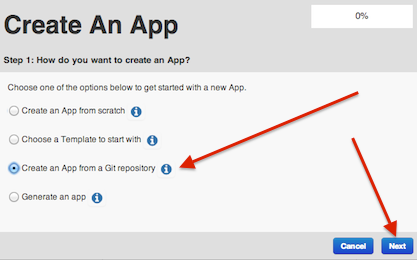 Create An App
0%
Step 1: How do you want to create an App?
Choose one of the options below to get started with a new App.
Create an App from scratch
Choose a Template to start with
Create an App from a Git repository
Generate an app
Cancel Next